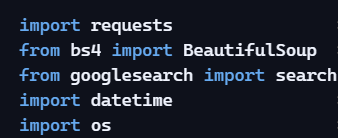 import requests
from bs4 import BeautifulSoup
from googlesearch import search
import datetime
import os